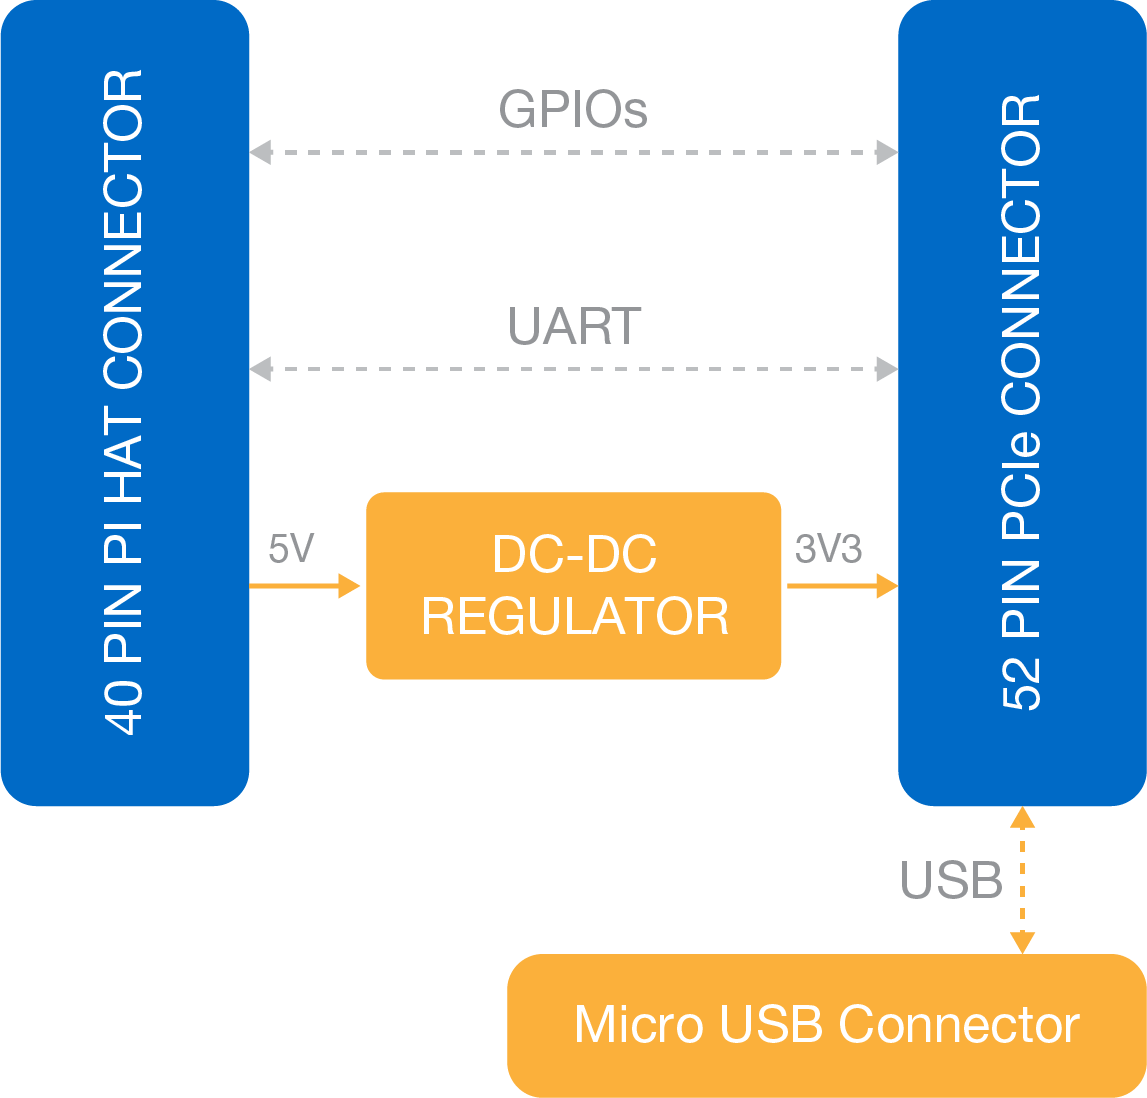 40 PIN PI HAT CONNECTOR
GPIOs
UART
5V
DC-DC
REGULATOR
3V3
52 PIN PCIe CONNECTOR
USB
Micro USB Connector